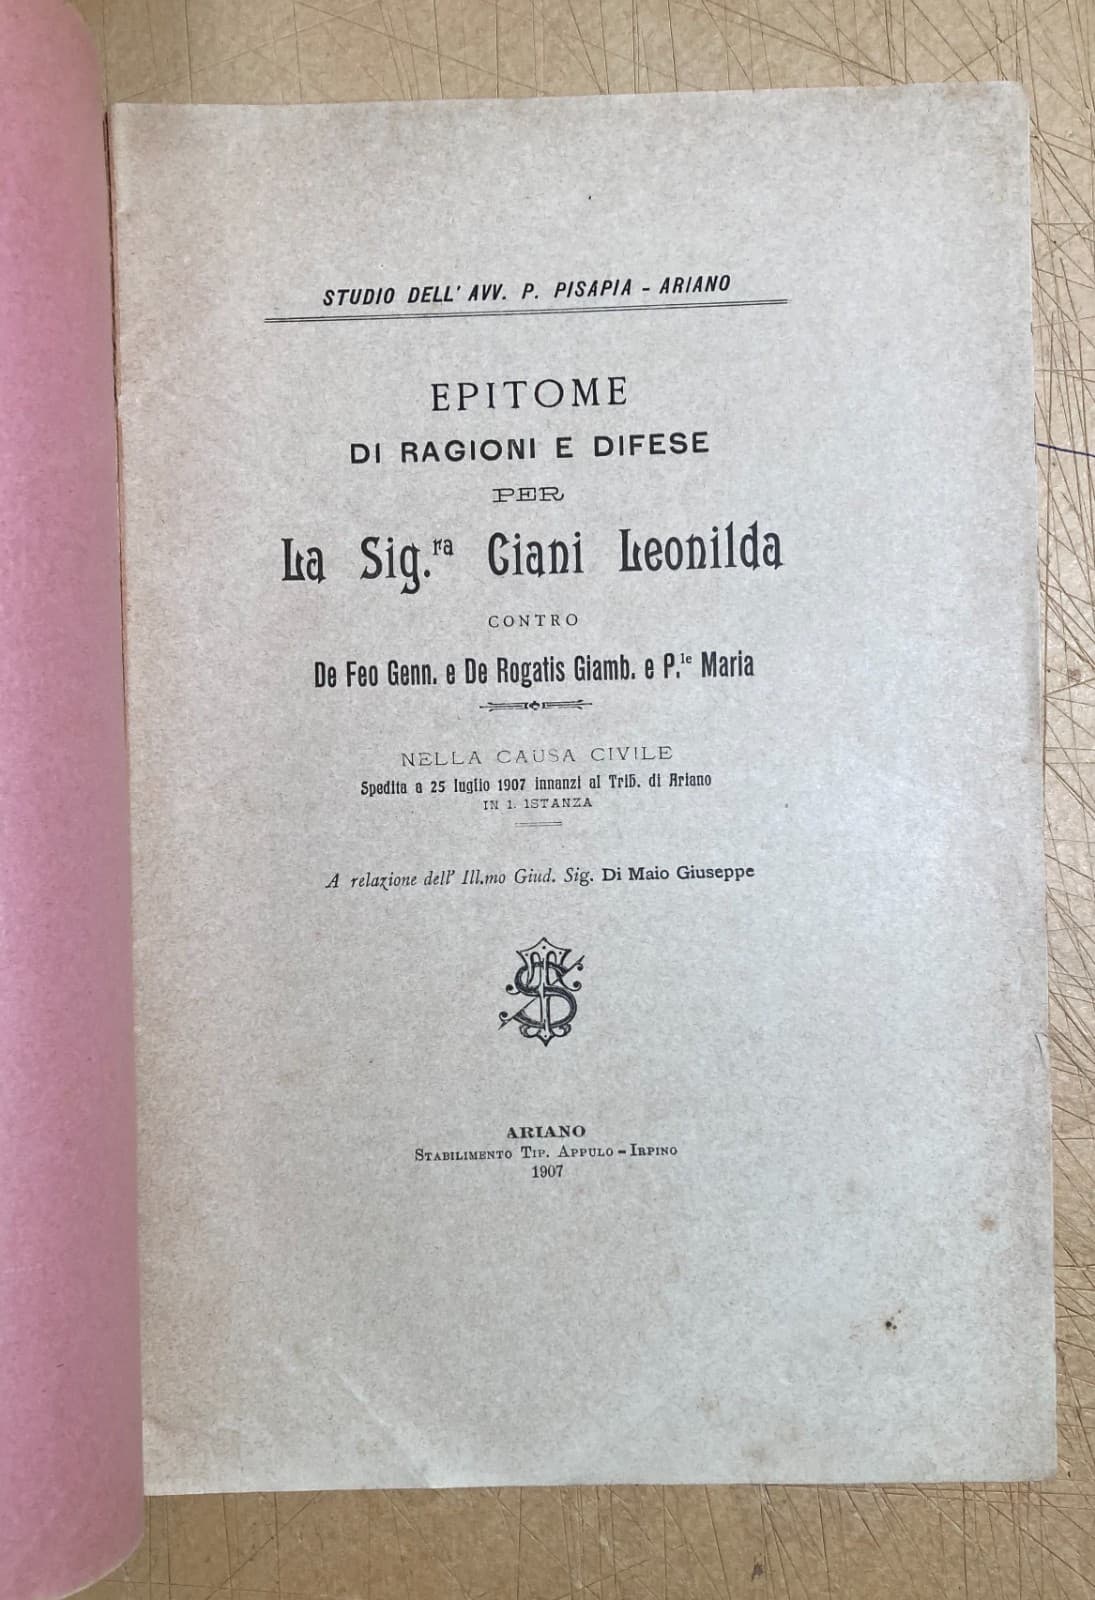 STUDIO DELL' AVV. P. PISAPIA - ARIANO
EPITOME
DI RAGIONI E DIFESE
PER
La Sig.ra Ciani Leonilda
CONTRO
De Feo Genn. e De Rogatis Giamb. e P.le Maria
NELLA CAUSA CIVILE
Spedita a 25 luglio 1907 innanzi al Trib. di Ariano
IN 1. ISTANZA
A relazione dell' Ill.mo Giud. Sig. Di Maio Giuseppe
ARIANO
STABILIMENTO TIP. APPULO - IRPINO
1907